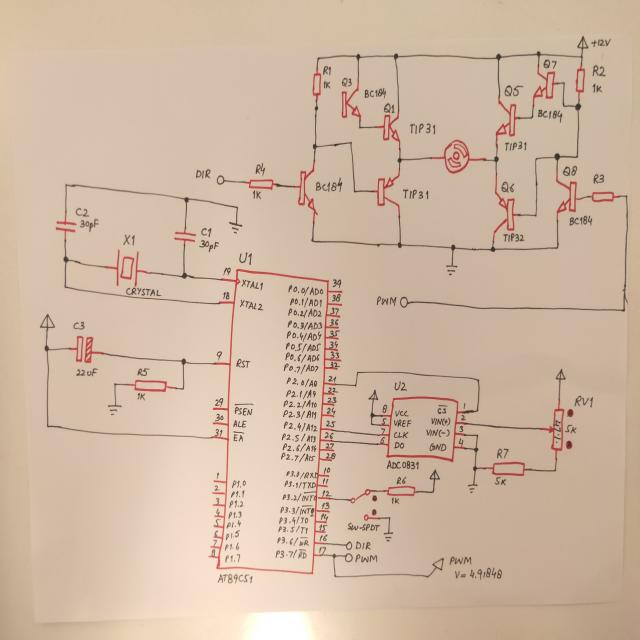 +12V
R1
1K
Q3
BC184
Q1
TIP31
Q5
Q7
BC184
TIP31
R2
1K
DIR
R4
1K
BC184
TIP31
Q6
TIP32
Q8
BC184
R3
PWM
C2
30pF
X1
CRYSTAL
C1
30pF
C3
22uF
R5
1K
U1
19
XTAL1
18
XTAL2
9
RST
29
PSEN
30
ALE
31
EA
1
P1.0
2
P1.1
3
P1.2
4
P1.3
5
P1.4
6
P1.5
7
P1.6
8
P1.7
P0.0/AD0 39
P0.1/AD1 38
P0.2/AD2 37
P0.3/AD3 36
P0.4/AD4 35
P0.5/AD5 34
P0.6/AD6 33
P0.7/AD7 32
P2.0/A8 21
P2.1/A9 22
P2.2/A10 23
P2.3/A11 24
P2.4/A12 25
P2.5/A13 26
P2.6/A14 27
P2.7/A15 28
P3.0/RXD 10
P3.1/TXD 11
P3.2/INT0 12
P3.3/INT1 13
P3.4/T0 14
P3.5/T1 15
P3.6/WR 16
P3.7/RD 17
AT89C51
U2
8 VCC
5 VREF
7 CLK
6 DO
CS 1
VIN(+) 2
VIN(-) 3
GND 4
ADC0831
RV1
5K
R7
5K
R6
1K
SW-SPDT
DIR
PWM
PWM
V=4.91848